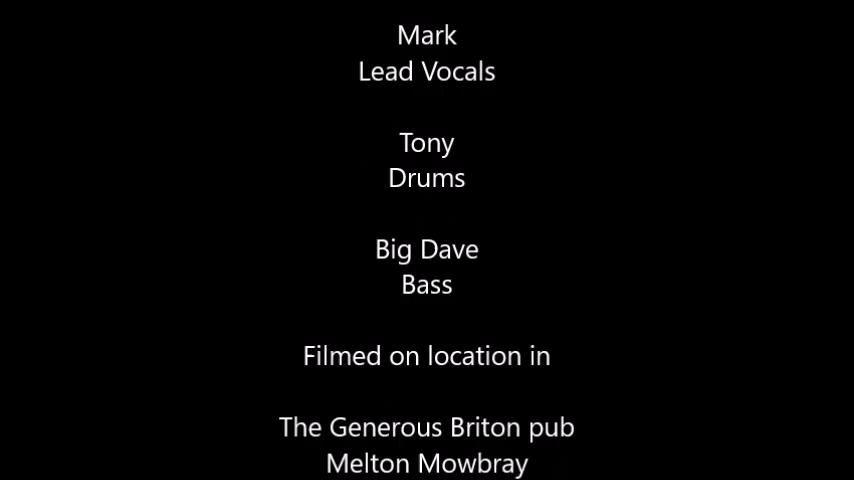 Mark
Lead Vocals
Tony
Drums
Big Dave
Bass
Filmed on location in
The Generous Briton pub
Melton Mowbray